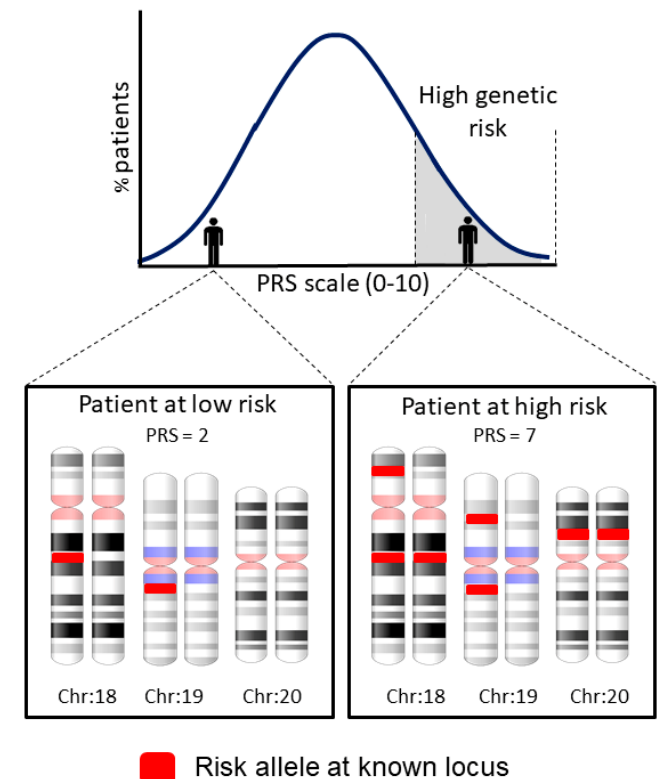 High genetic
risk
% patients
PRS scale (0-10)
Patient at low risk
PRS = 2
Chr:18 Chr:19 Chr:20
Patient at high risk
PRS = 7
Chr:18 Chr:19 Chr:20
Risk allele at known locus